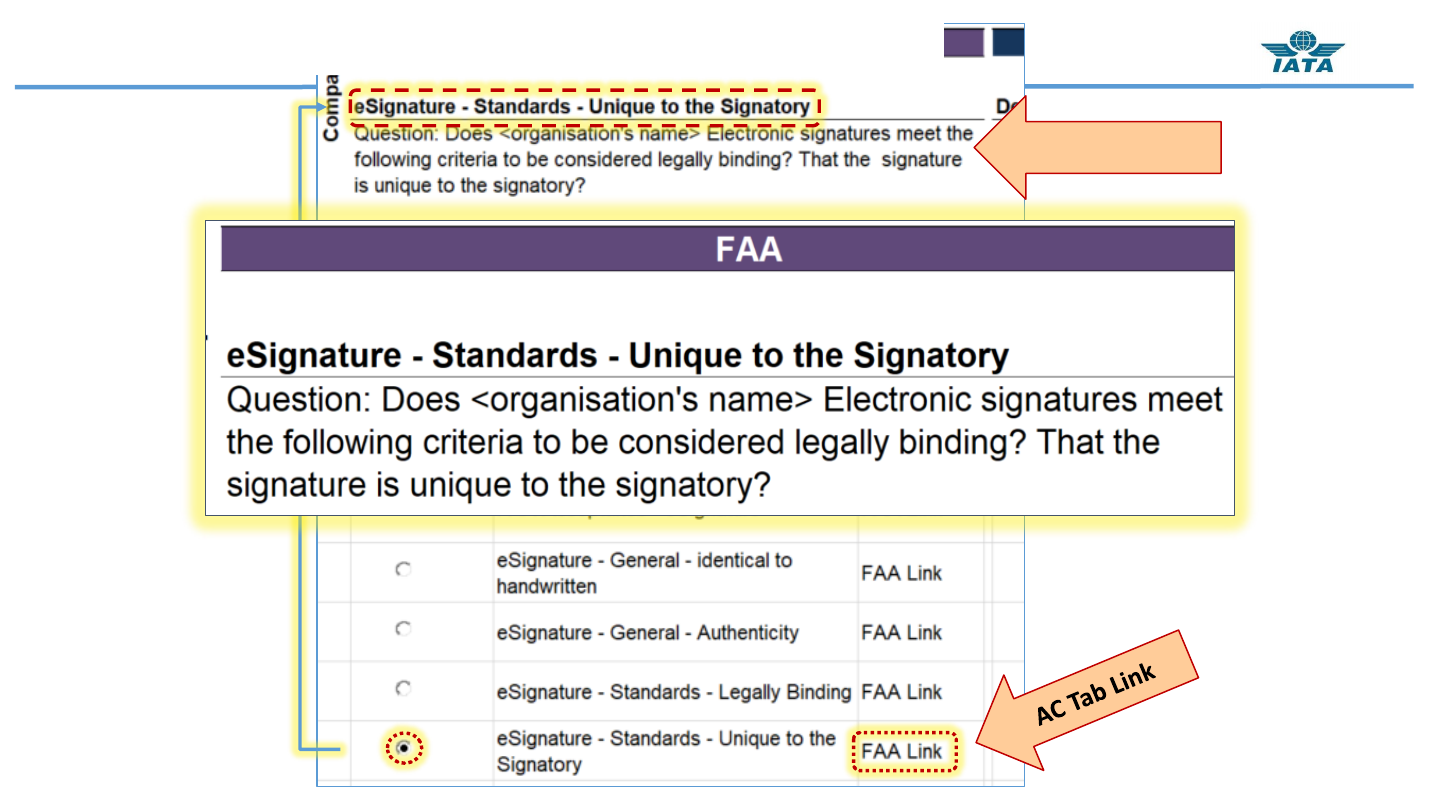 IATA
Compa
eSignature - Standards - Unique to the Signatory
Question: Does <organisation's name> Electronic signatures meet the
following criteria to be considered legally binding? That the  signature
is unique to the signatory?
FAA
eSignature - Standards - Unique to the Signatory
Question: Does <organisation's name> Electronic signatures meet
the following criteria to be considered legally binding? That the
signature is unique to the signatory?
eSignature - General - identical to
handwritten
FAA Link
eSignature - General - Authenticity
FAA Link
eSignature - Standards - Legally Binding
FAA Link
eSignature - Standards - Unique to the
Signatory
FAA Link
AC Tab Link